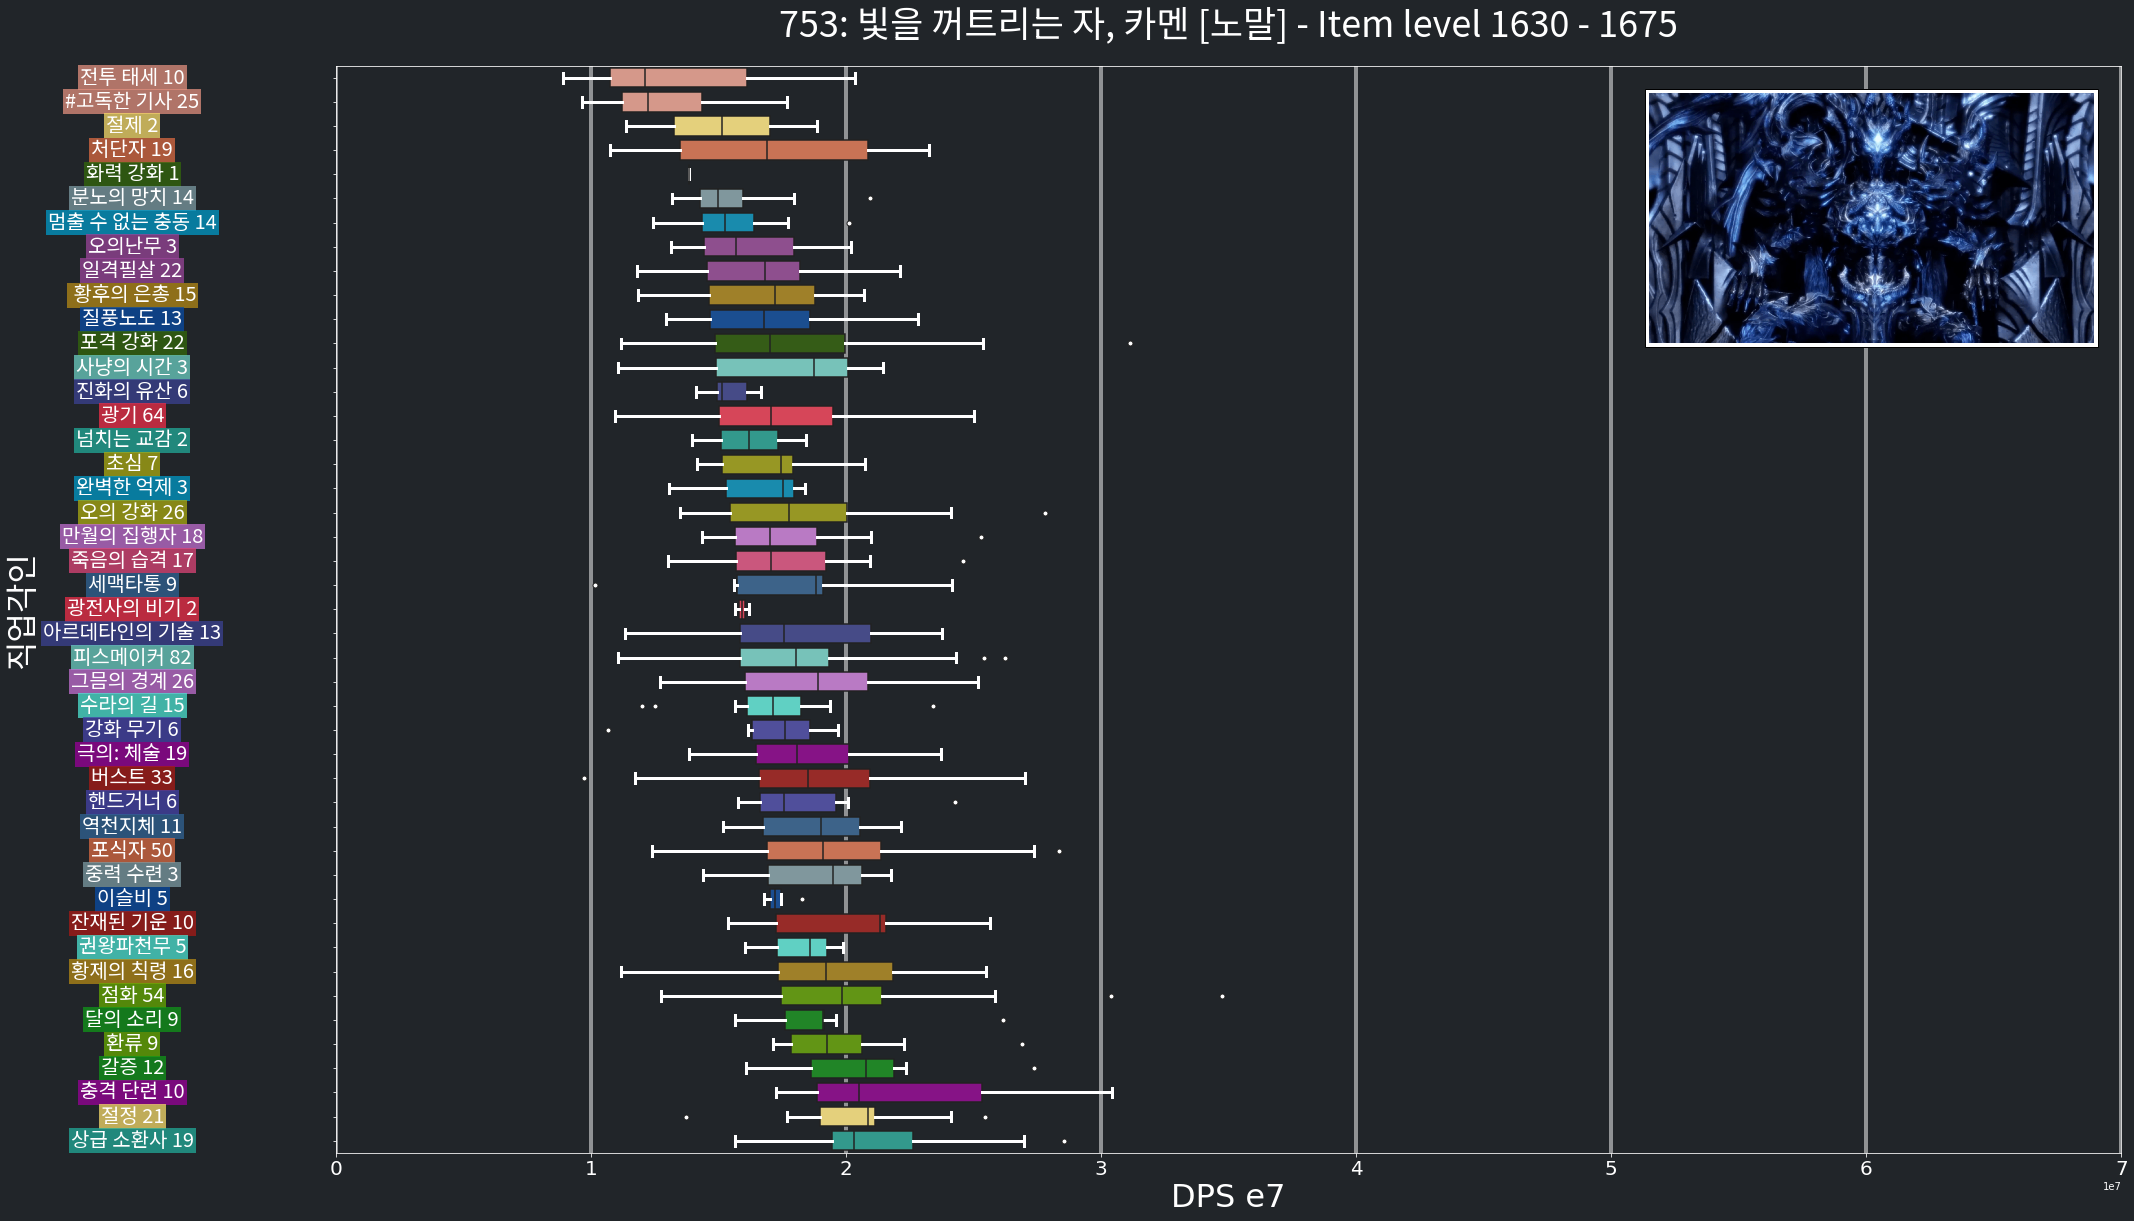 753: 빛을 꺼트리는 자, 카멘 [노말] - Item level 1630 - 1675
직업각인
전투 태세 10
#고독한 기사 25
절제 2
처단자 19
화력 강화 1
분노의 망치 14
멈출 수 없는 충동 14
오의난무 3
일격필살 22
황후의 은총 15
질풍노도 13
포격 강화 22
사냥의 시간 3
진화의 유산 6
광기 64
넘치는 교감 2
초심 7
완벽한 억제 3
오의 강화 26
만월의 집행자 18
죽음의 습격 17
세맥타통 9
광전사의 비기 2
아르데타인의 기술 13
피스메이커 82
그믐의 경계 26
수라의 길 15
강화 무기 6
극의: 체술 19
버스트 33
핸드거너 6
역천지체 11
포식자 50
중력 수련 3
이슬비 5
잔재된 기운 10
권왕파천무 5
황제의 칙령 16
점화 54
달의 소리 9
환류 9
갈증 12
충격 단련 10
절정 21
상급 소환사 19
0 1 2 3 4 5 6 7
1e7
DPS e7